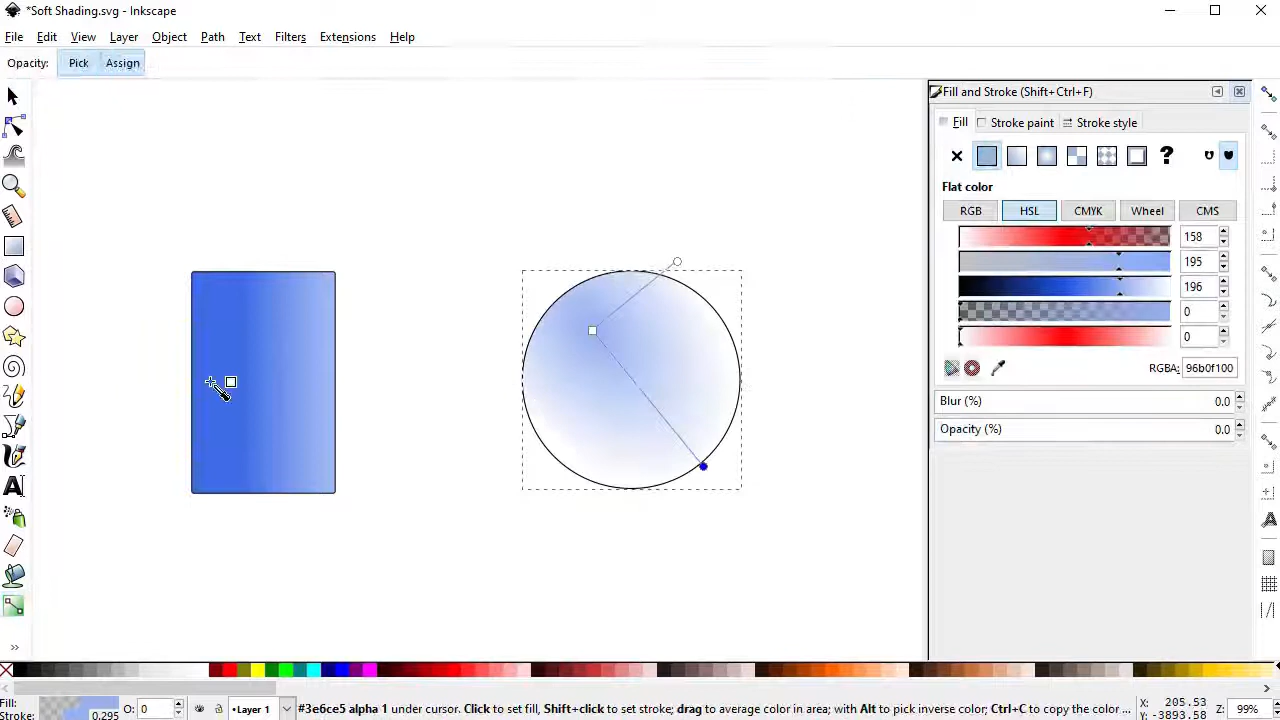 *Soft Shading.svg - Inkscape
File Edit View Layer Object Path Text Filters Extensions Help
Opacity: Pick Assign
Fill and Stroke (Shift+Ctrl+F)
Fill Stroke paint Stroke style
?
Flat color
RGB HSL CMYK Wheel CMS
158
195
196
0
0
RGBA: 96b0f100
Blur (%) 0.0
Opacity (%) 0.0
A
Fill:
Stroke: 0.295 O: 0 Layer 1 #3e6ce5 alpha 1 under cursor. Click to set fill, Shift+click to set stroke; drag to average color in area; with Alt to pick inverse color; Ctrl+C to copy the color ... X: 205.53 Y: -3893.58 Z: 99%